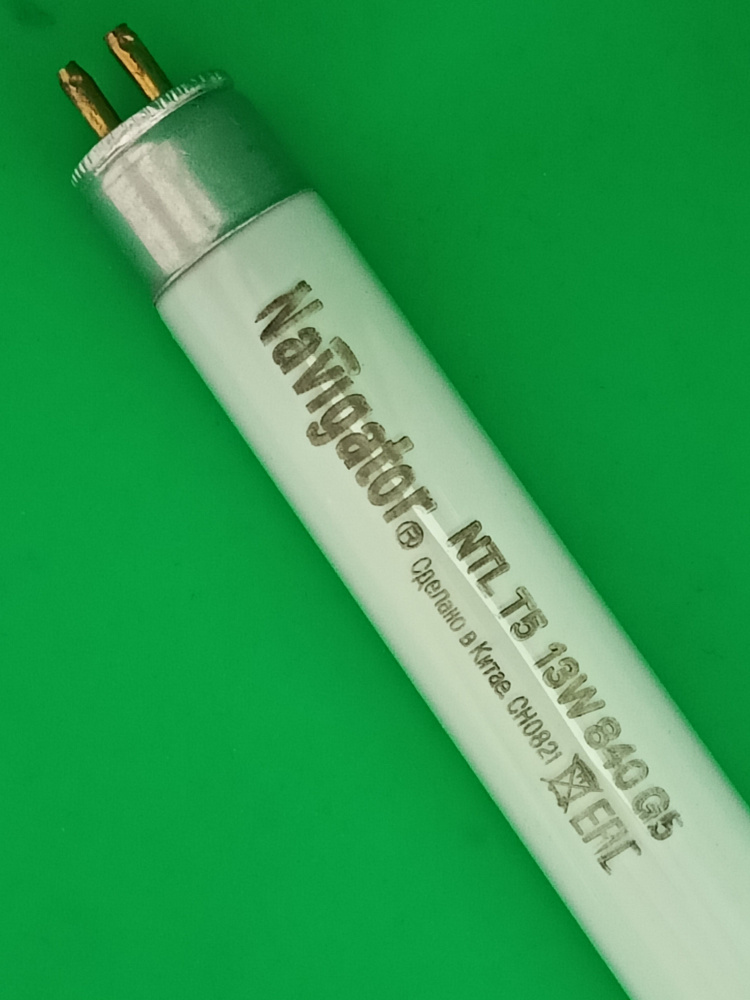 Navigator® NTL T5 13W 840 G5
Сделано в Китае. CH0821 EAC